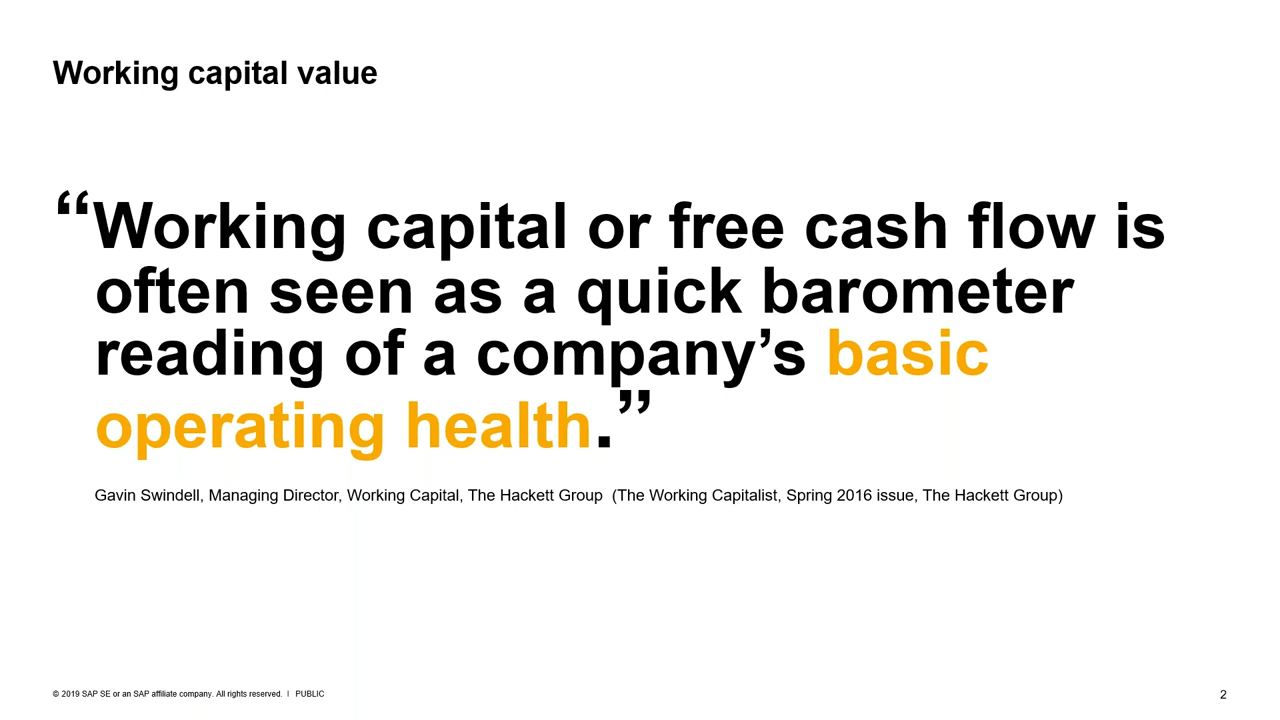 Working capital value
“Working capital or free cash flow is
often seen as a quick barometer
reading of a company’s basic
operating health.”
Gavin Swindell, Managing Director, Working Capital, The Hackett Group  (The Working Capitalist, Spring 2016 issue, The Hackett Group)
© 2019 SAP SE or an SAP affiliate company. All rights reserved. | PUBLIC
2